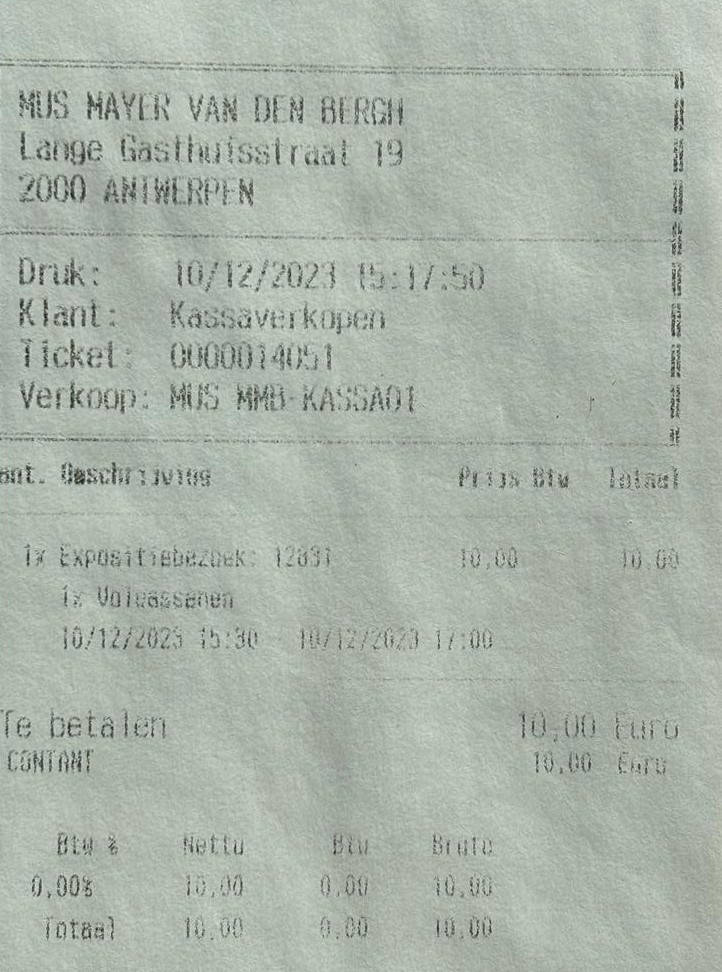 MUS MAYER VAN DEN BERGH
Lange Gasthuisstraat 19
2000 ANTWERPEN
Druk: 10/12/2023 15:17:50
Klant: Kassaverkopen
Ticket: 0000014051
Verkoop: MUS MMB-KASSA01
ant. Beschrijving Prijs Btw Totaal
1x Expositiebezoek: 12831 10,00 10,00
1x Volwassenen
10/12/2023 15:30 - 10/12/2023 17:00
Te betalen 10,00 Euro
CONTANT 10,00 Euro
Btw % Netto Btw Bruto
0,00% 10,00 0,00 10,00
Totaal 10,00 0,00 10,00